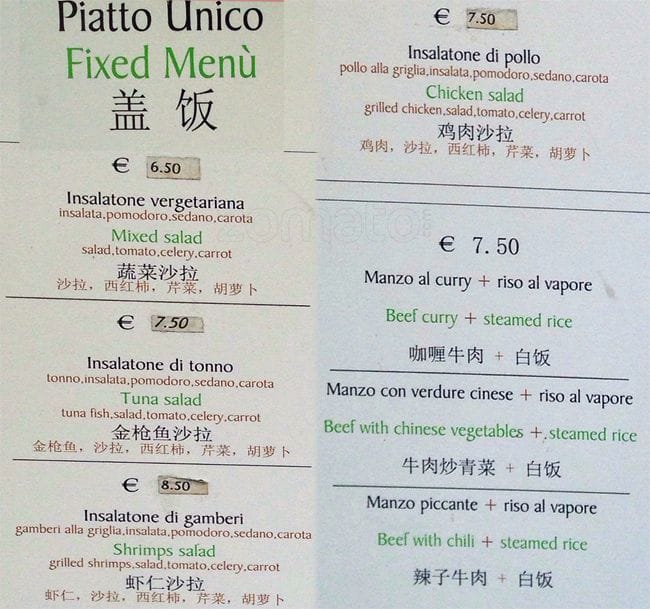 Piatto Unico
Fixed Menù
盖 饭
€ 6.50
Insalatone vergetariana
insalata,pomodoro,sedano,carota
Mixed salad
salad,tomato,celery,carrot
蔬菜沙拉
沙拉，西红柿，芹菜，胡萝卜
€ 7.50
Insalatone di tonno
tonno,insalata,pomodoro,sedano,carota
Tuna salad
tuna fish,salad,tomato,celery,carrot
金枪鱼沙拉
金枪鱼，沙拉，西红柿，芹菜，胡萝卜
€ 8.50
Insalatone di gamberi
gamberi alla griglia,insalata,pomodoro,sedano,carota
Shrimps salad
grilled shrimps,salad,tomato,celery,carrot
虾仁沙拉
虾仁，沙拉，西红柿，芹菜，胡萝卜
€ 7.50
Insalatone di pollo
pollo alla griglia,insalata,pomodoro,sedano,carota
Chicken salad
grilled chicken,salad,tomato,celery,carrot
鸡肉沙拉
鸡肉，沙拉，西红柿，芹菜，胡萝卜
zomato
€ 7.50
Manzo al curry + riso al vapore
Beef curry + steamed rice
咖喱牛肉 + 白饭
Manzo con verdure cinese + riso al vapore
Beef with chinese vegetables + steamed rice
牛肉炒青菜 + 白饭
Manzo piccante + riso al vapore
Beef with chili + steamed rice
辣子牛肉 + 白饭